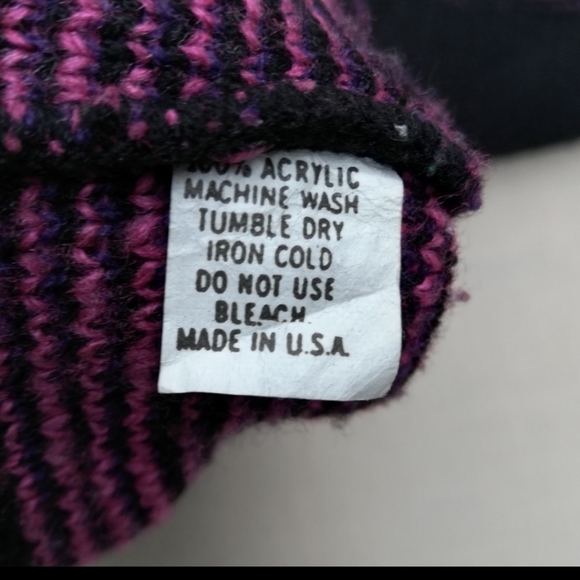 100% ACRYLIC
MACHINE WASH
TUMBLE DRY
IRON COLD
DO NOT USE
BLEACH.
MADE IN U.S.A.